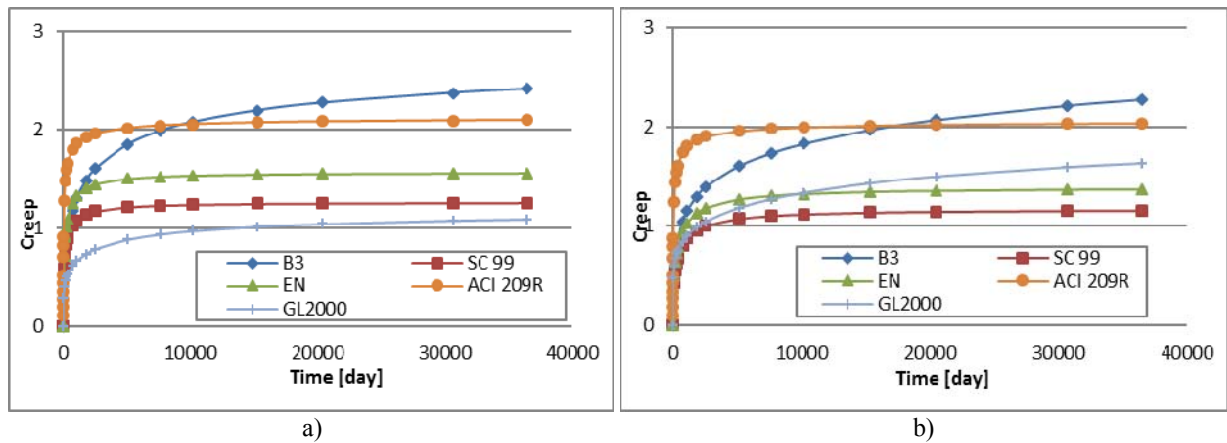 3
2
1
0
Creep
B3
SC 99
EN
ACI 209R
GL2000
0
10000
20000
30000
40000
Time [day]
a)
3
2
1
0
Creep
B3
SC 99
EN
ACI 209R
GL2000
0
10000
20000
30000
40000
Time [day]
b)